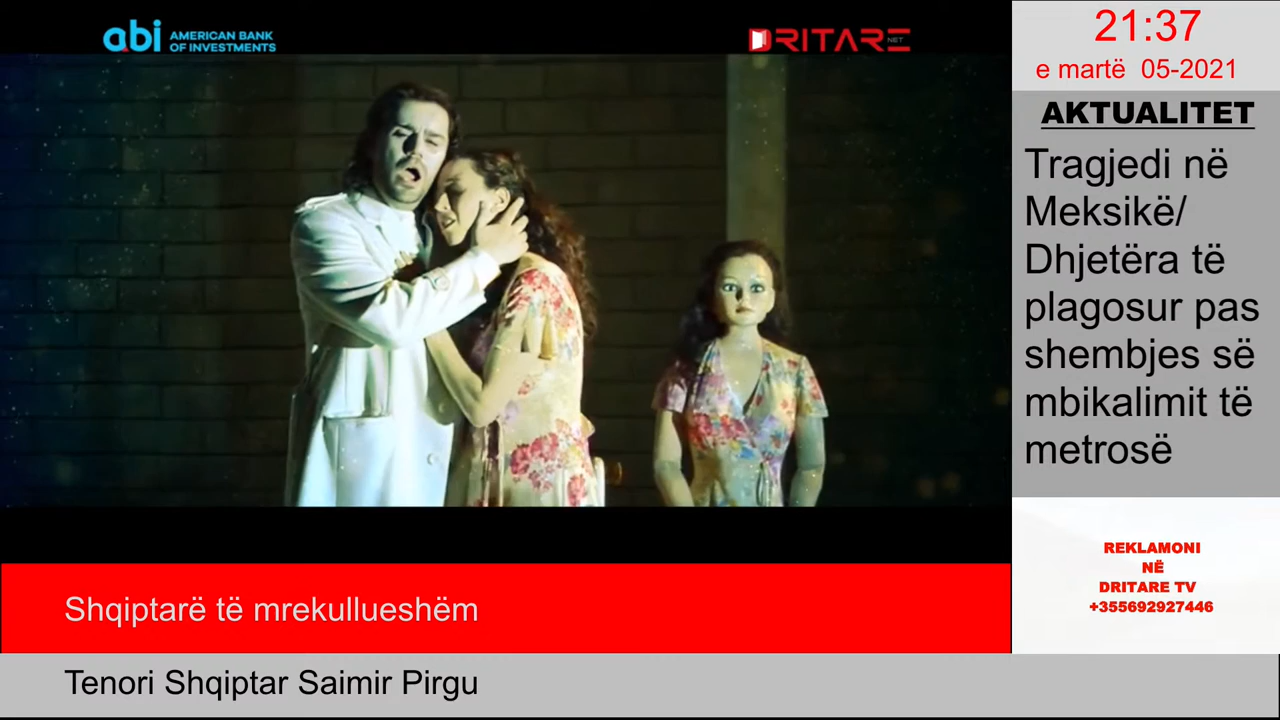 abi AMERICAN BANK
OF INVESTMENTS
DRITARE NET
21:37
e martë 05-2021
AKTUALITET
Tragjedi në
Meksikë/
Dhjetëra të
plagosur pas
shembjes së
mbikalimit të
metrosë
REKLAMONI
NË
DRITARE TV
+355692927446
Shqiptarë të mrekullueshëm
Tenori Shqiptar Saimir Pirgu